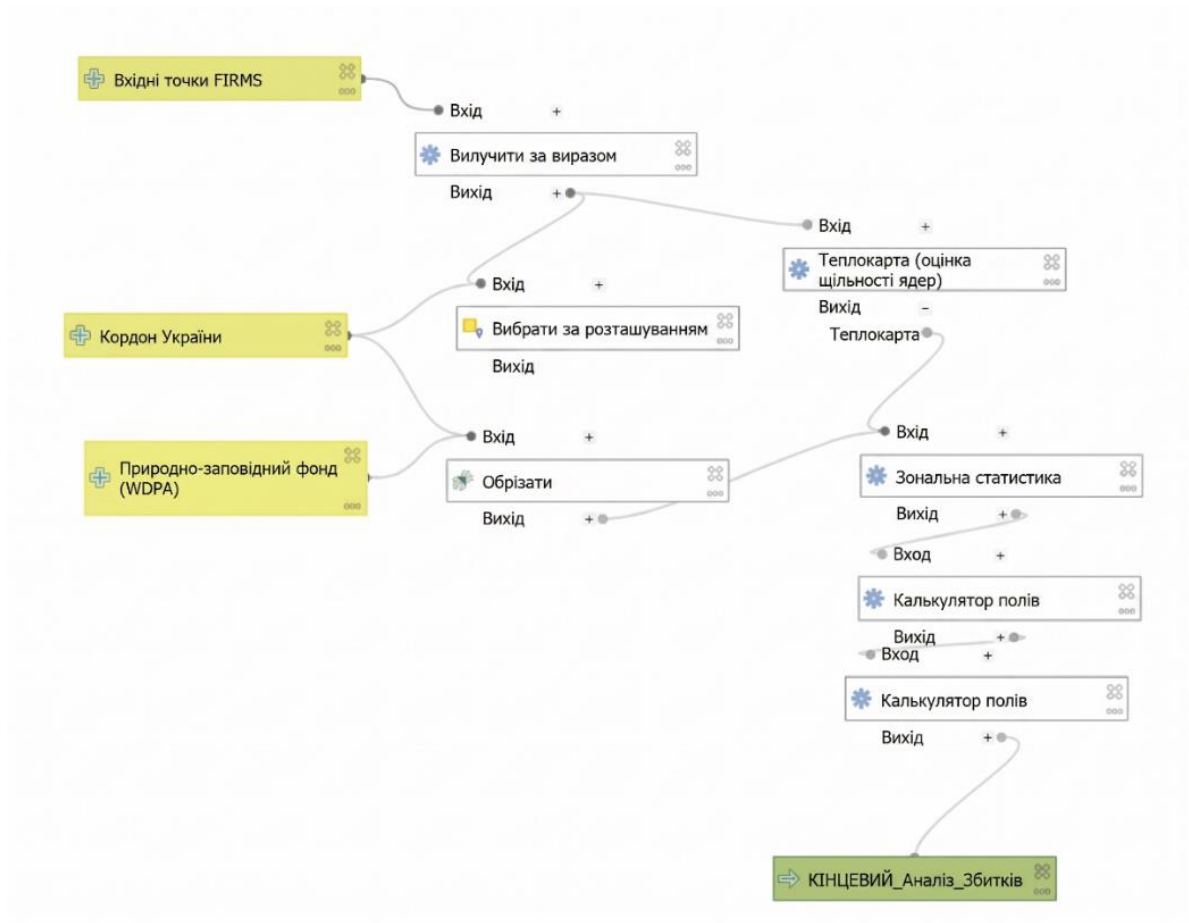 Вхідні точки FIRMS
Вхід
Вилучити за виразом
Вихід
Вхід
Теплокарта (оцінка
щільності ядер)
Вихід
Теплокарта
Вхід
Вибрати за розташуванням
Вихід
Кордон України
Природно-заповідний фонд
(WDPA)
Вхід
Обрізати
Вихід
Вхід
Зональна статистика
Вихід
Вход
Калькулятор полів
Вихід
Вход
Калькулятор полів
Вихід
КІНЦЕВИЙ_Аналіз_Збитків